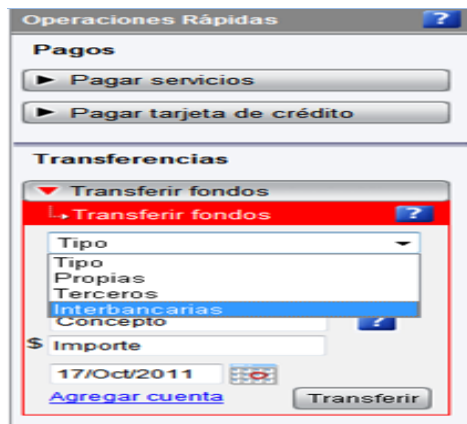 Operaciones Rápidas ?
Pagos
Pagar servicios
Pagar tarjeta de crédito
Transferencias
Transferir fondos
Transferir fondos ?
Tipo
Tipo
Propias
Terceros
Interbancarias
Concepto ?
$ Importe
17/Oct/2011
Agregar cuenta Transferir